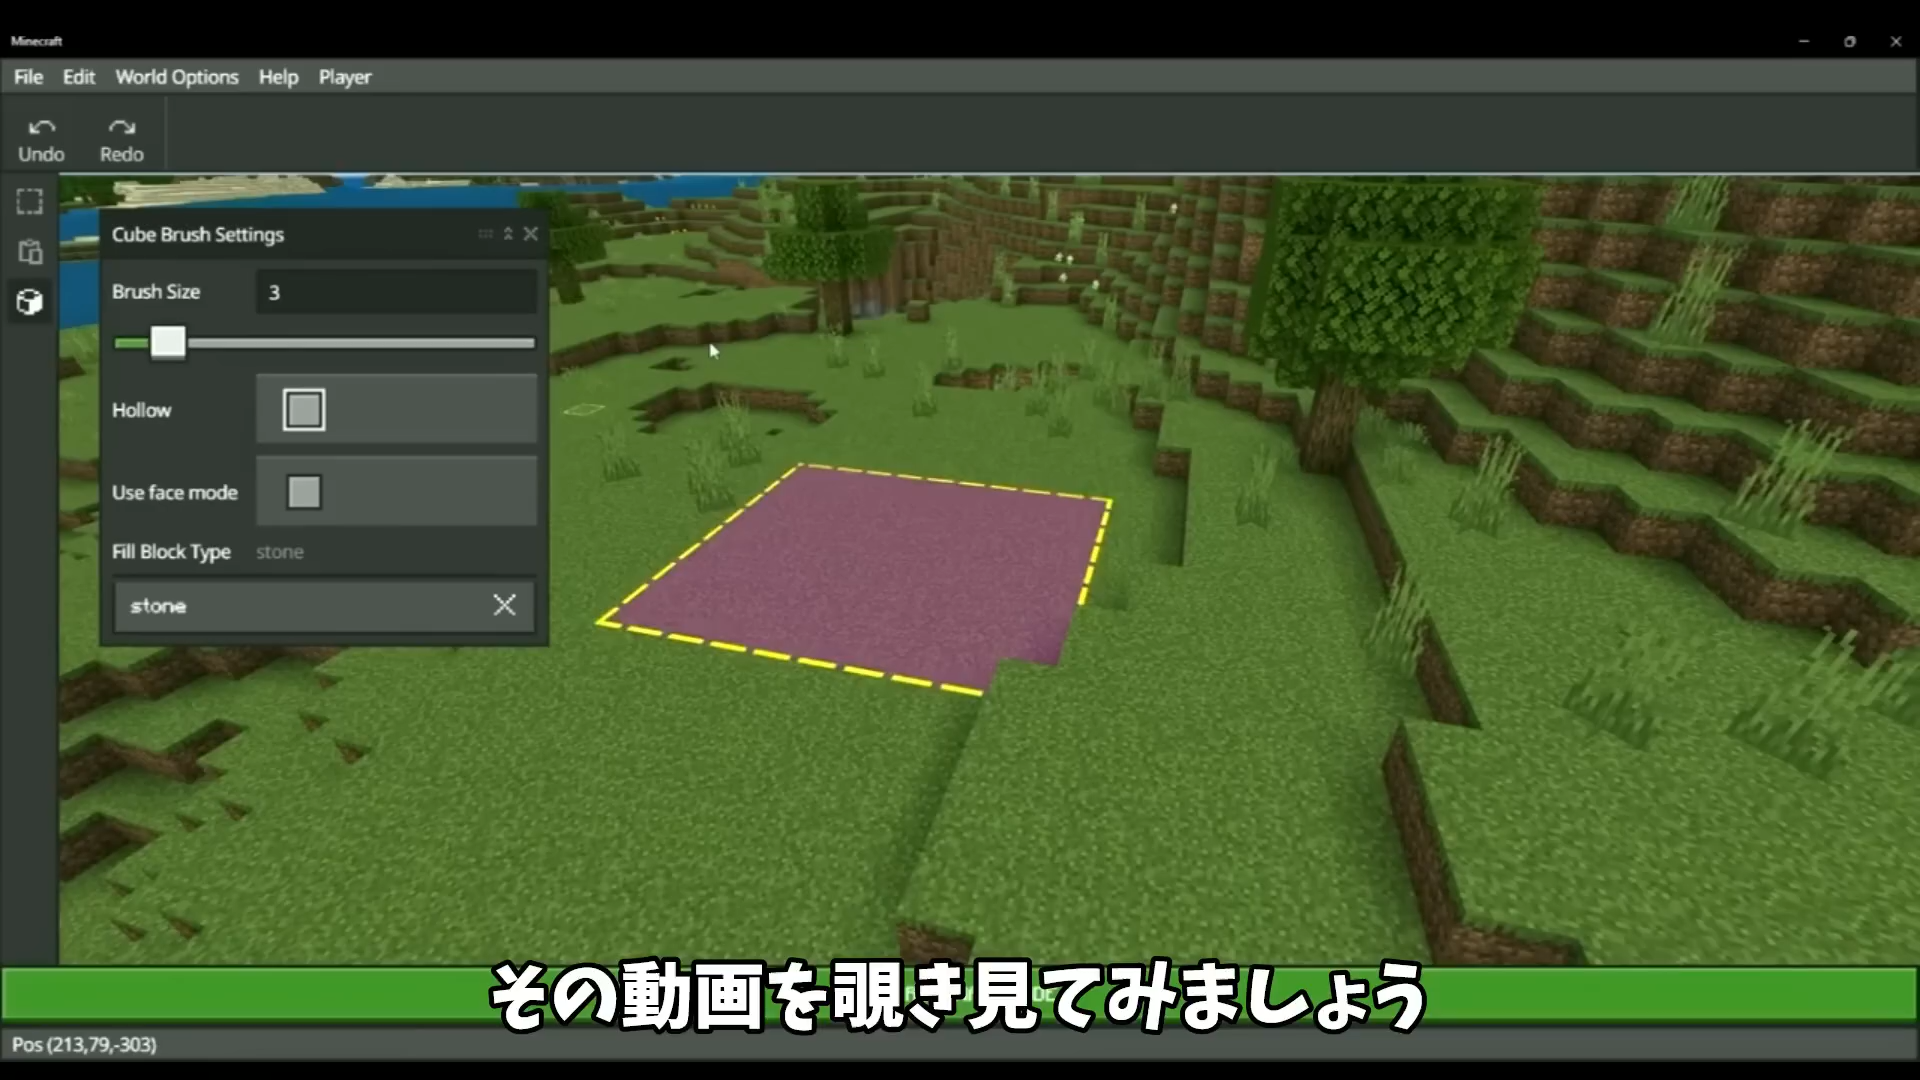 Minecraft
File Edit World Options Help Player
Undo Redo
Cube Brush Settings
Brush Size 3
Hollow
Use face mode
Fill Block Type stone
stone
その動画を覗き見てみましょう
Pos (213,79,-303)